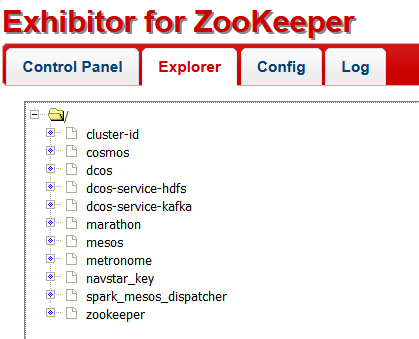 Exhibitor for ZooKeeper
Control Panel Explorer Config Log
/
cluster-id
cosmos
dcos
dcos-service-hdfs
dcos-service-kafka
marathon
mesos
metronome
navstar_key
spark_mesos_dispatcher
zookeeper